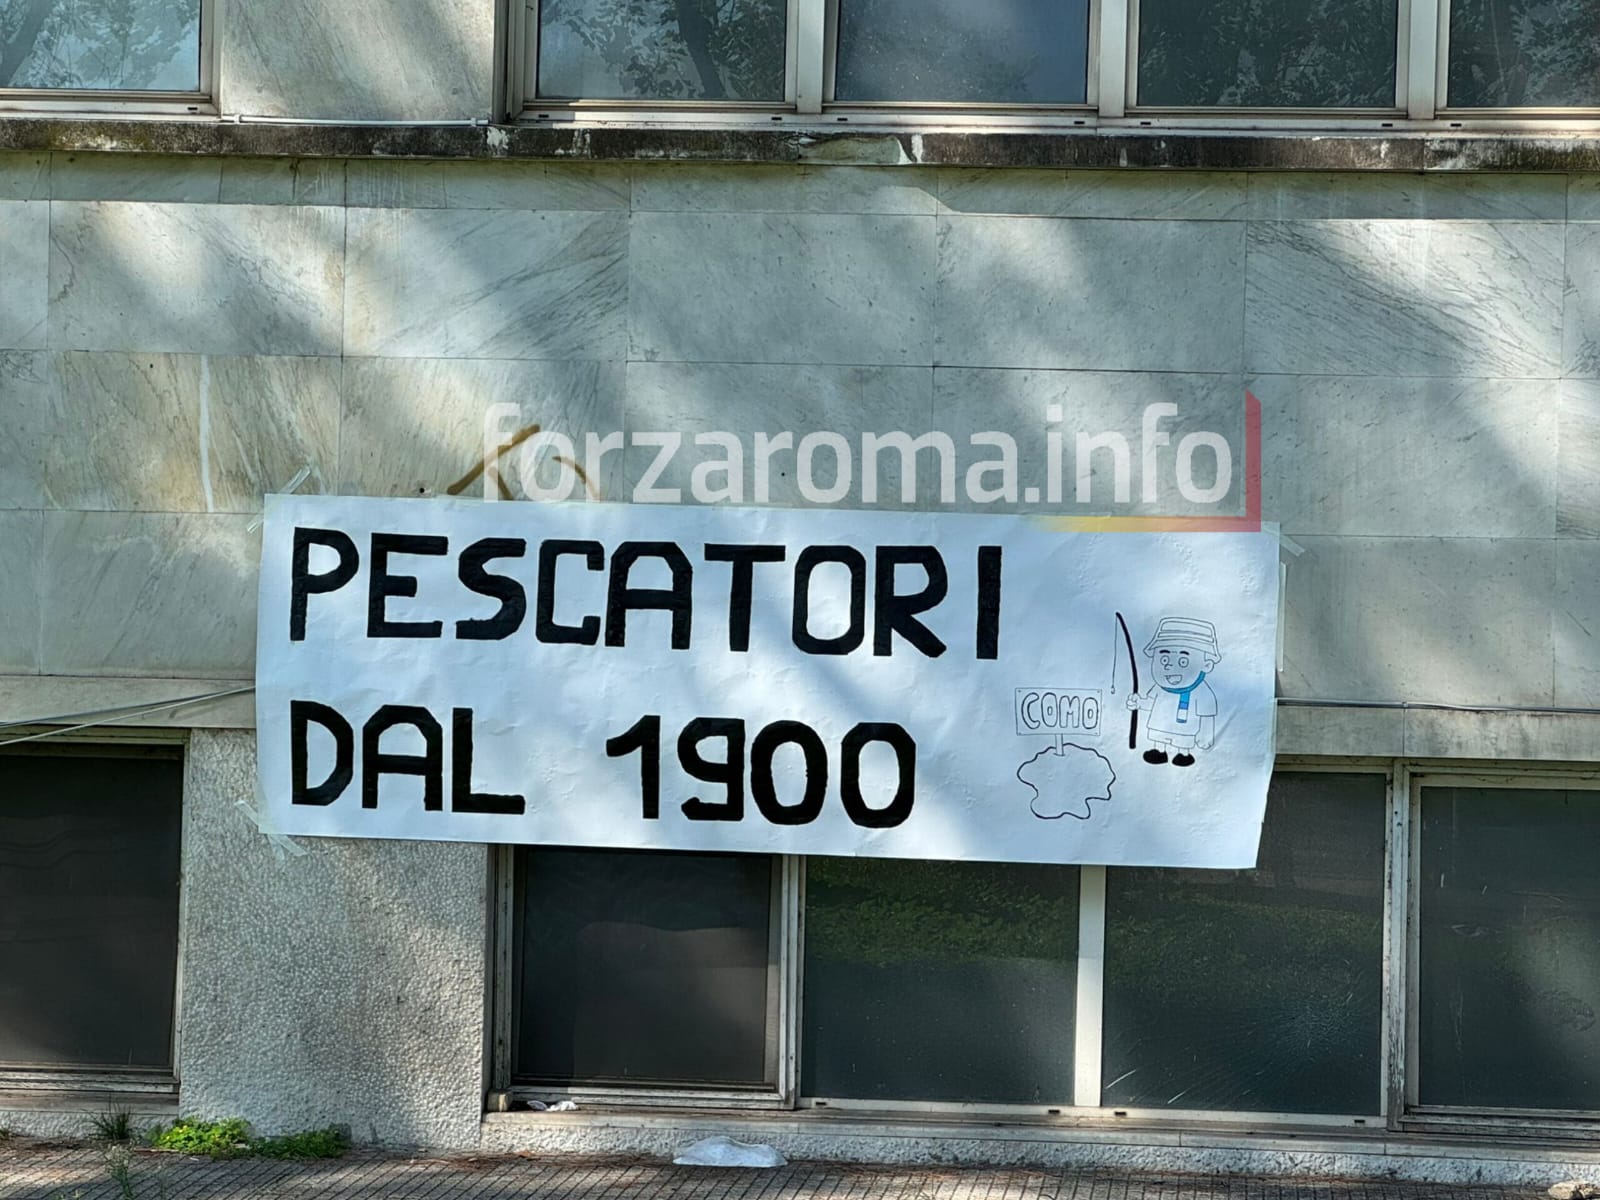 forzaroma.info
PESCATORI
DAL 1900
COMO